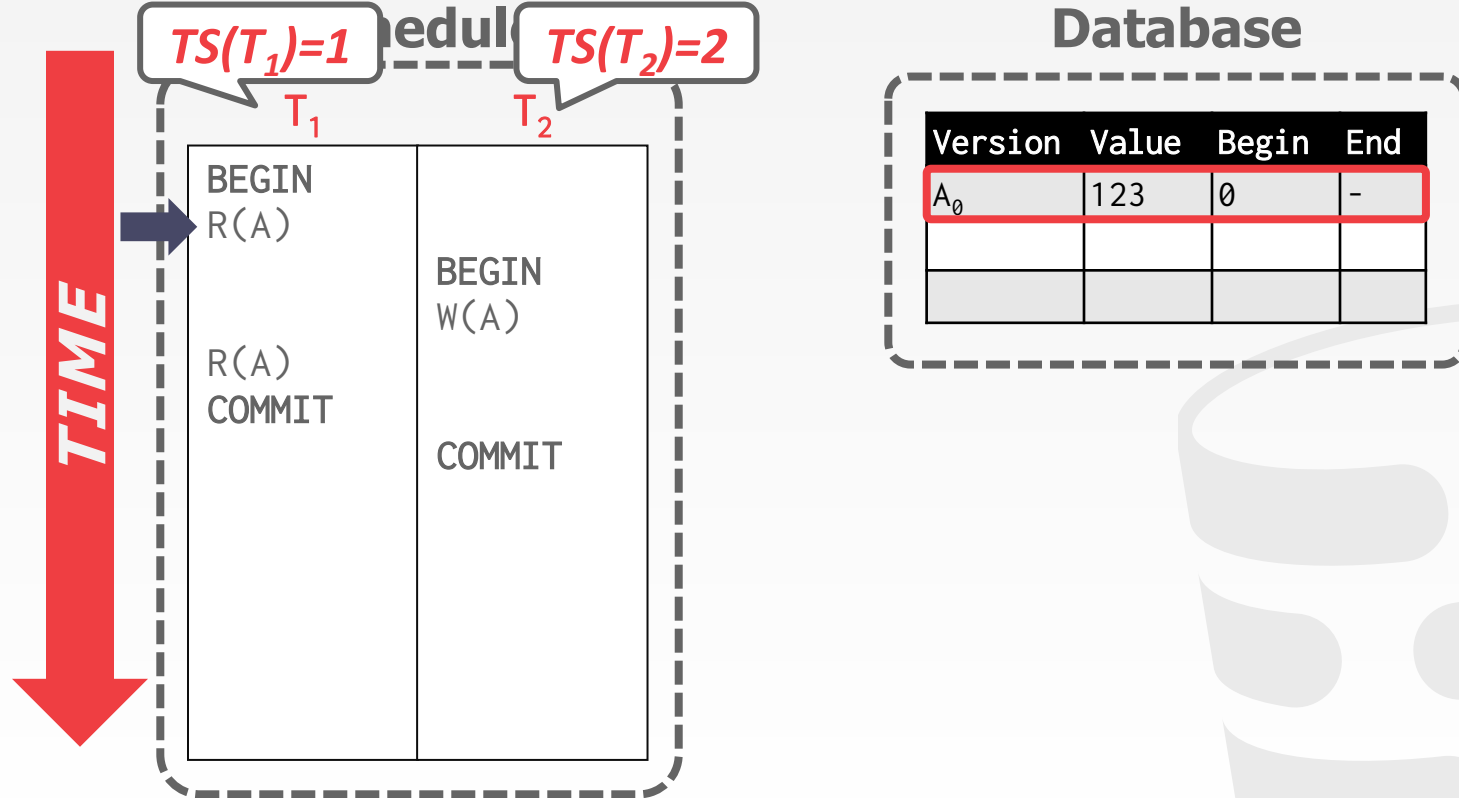 TS(T₁)=1
hedul
TS(T₂)=2
Database
T₁
T₂
TIME
BEGIN
R(A)
BEGIN
W(A)
R(A)
COMMIT
COMMIT
Version Value Begin End
A₀ 123 0 -